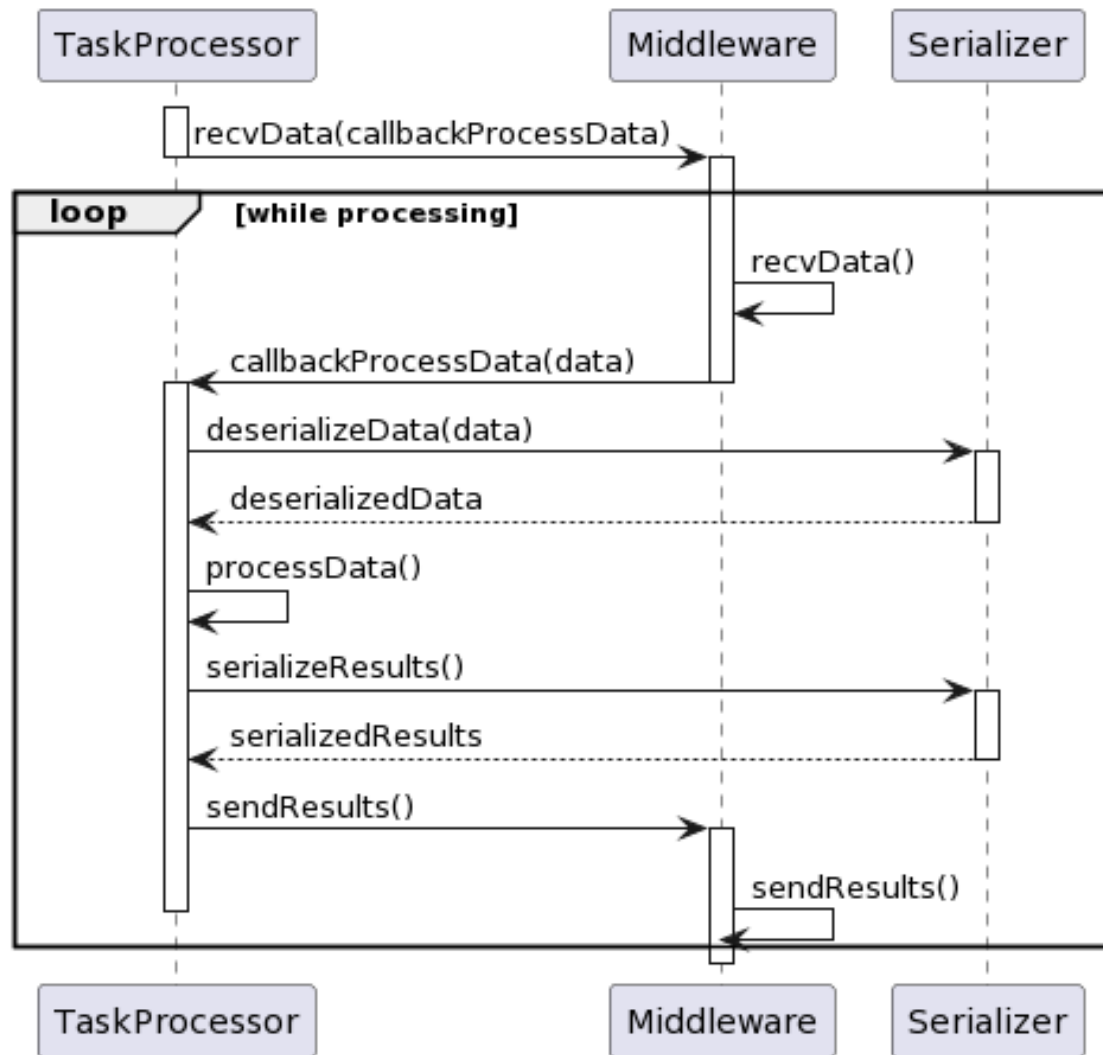 TaskProcessor Middleware Serializer
recvData(callbackProcessData)
loop [while processing]
recvData()
callbackProcessData(data)
deserializeData(data)
deserializedData
processData()
serializeResults()
serializedResults
sendResults()
sendResults()
TaskProcessor Middleware Serializer